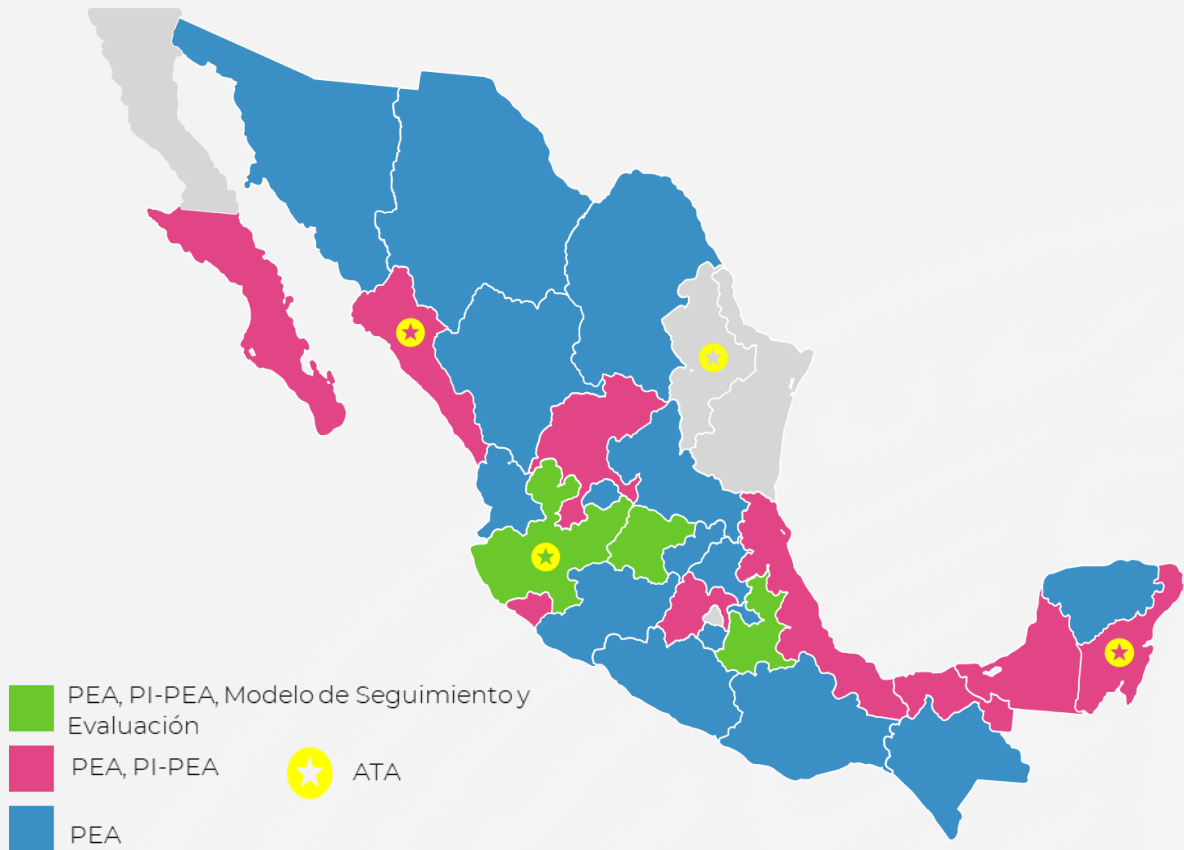 PEA, PI-PEA, Modelo de Seguimiento y
Evaluación
PEA, PI-PEA
ATA
PEA